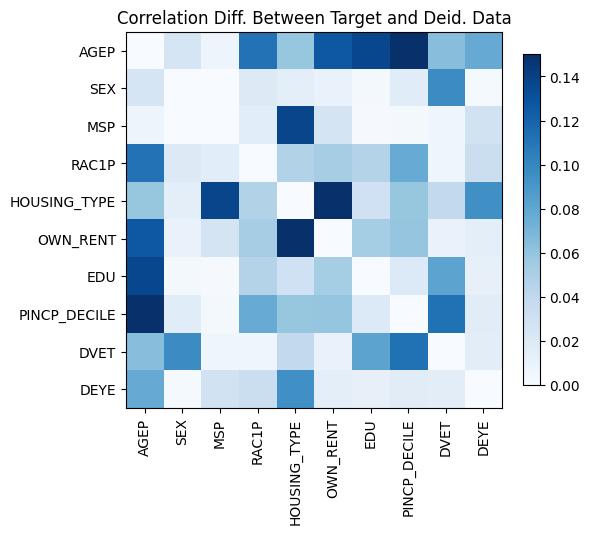 Correlation Diff. Between Target and Deid. Data
AGEP
SEX
MSP
RAC1P
HOUSING_TYPE
OWN_RENT
EDU
PINCP_DECILE
DVET
DEYE
AGEP
SEX
MSP
RAC1P
HOUSING_TYPE
OWN_RENT
EDU
PINCP_DECILE
DVET
DEYE
0.14
0.12
0.10
0.08
0.06
0.04
0.02
0.00